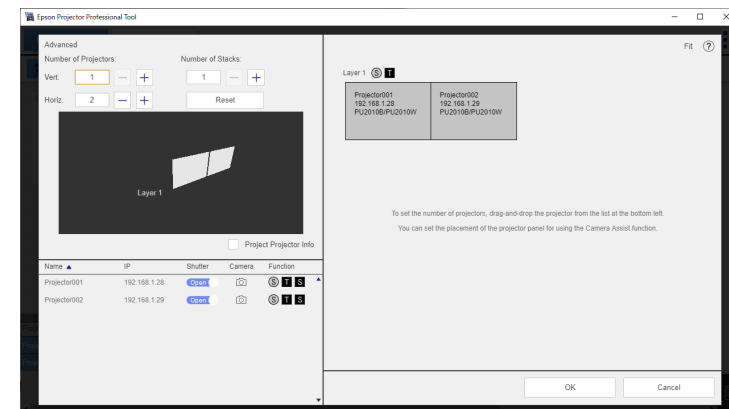 Epson Projector Professional Tool
Advanced
Number of Projectors: Number of Stacks:
Vert. 1 1
Horiz. 2 Reset
Layer 1
Project Projector Info
Name IP Shutter Camera Function
Projector001 192.168.1.28 Open S T S
Projector002 192.168.1.29 Open S T S
Fit ?
Layer 1 S T
Projector001
192.168.1.28
PU2010B/PU2010W
Projector002
192.168.1.29
PU2010B/PU2010W
To set the number of projectors, drag-and-drop the projector from the list at the bottom left.
You can set the placement of the projector panel for using the Camera Assist function.
OK Cancel